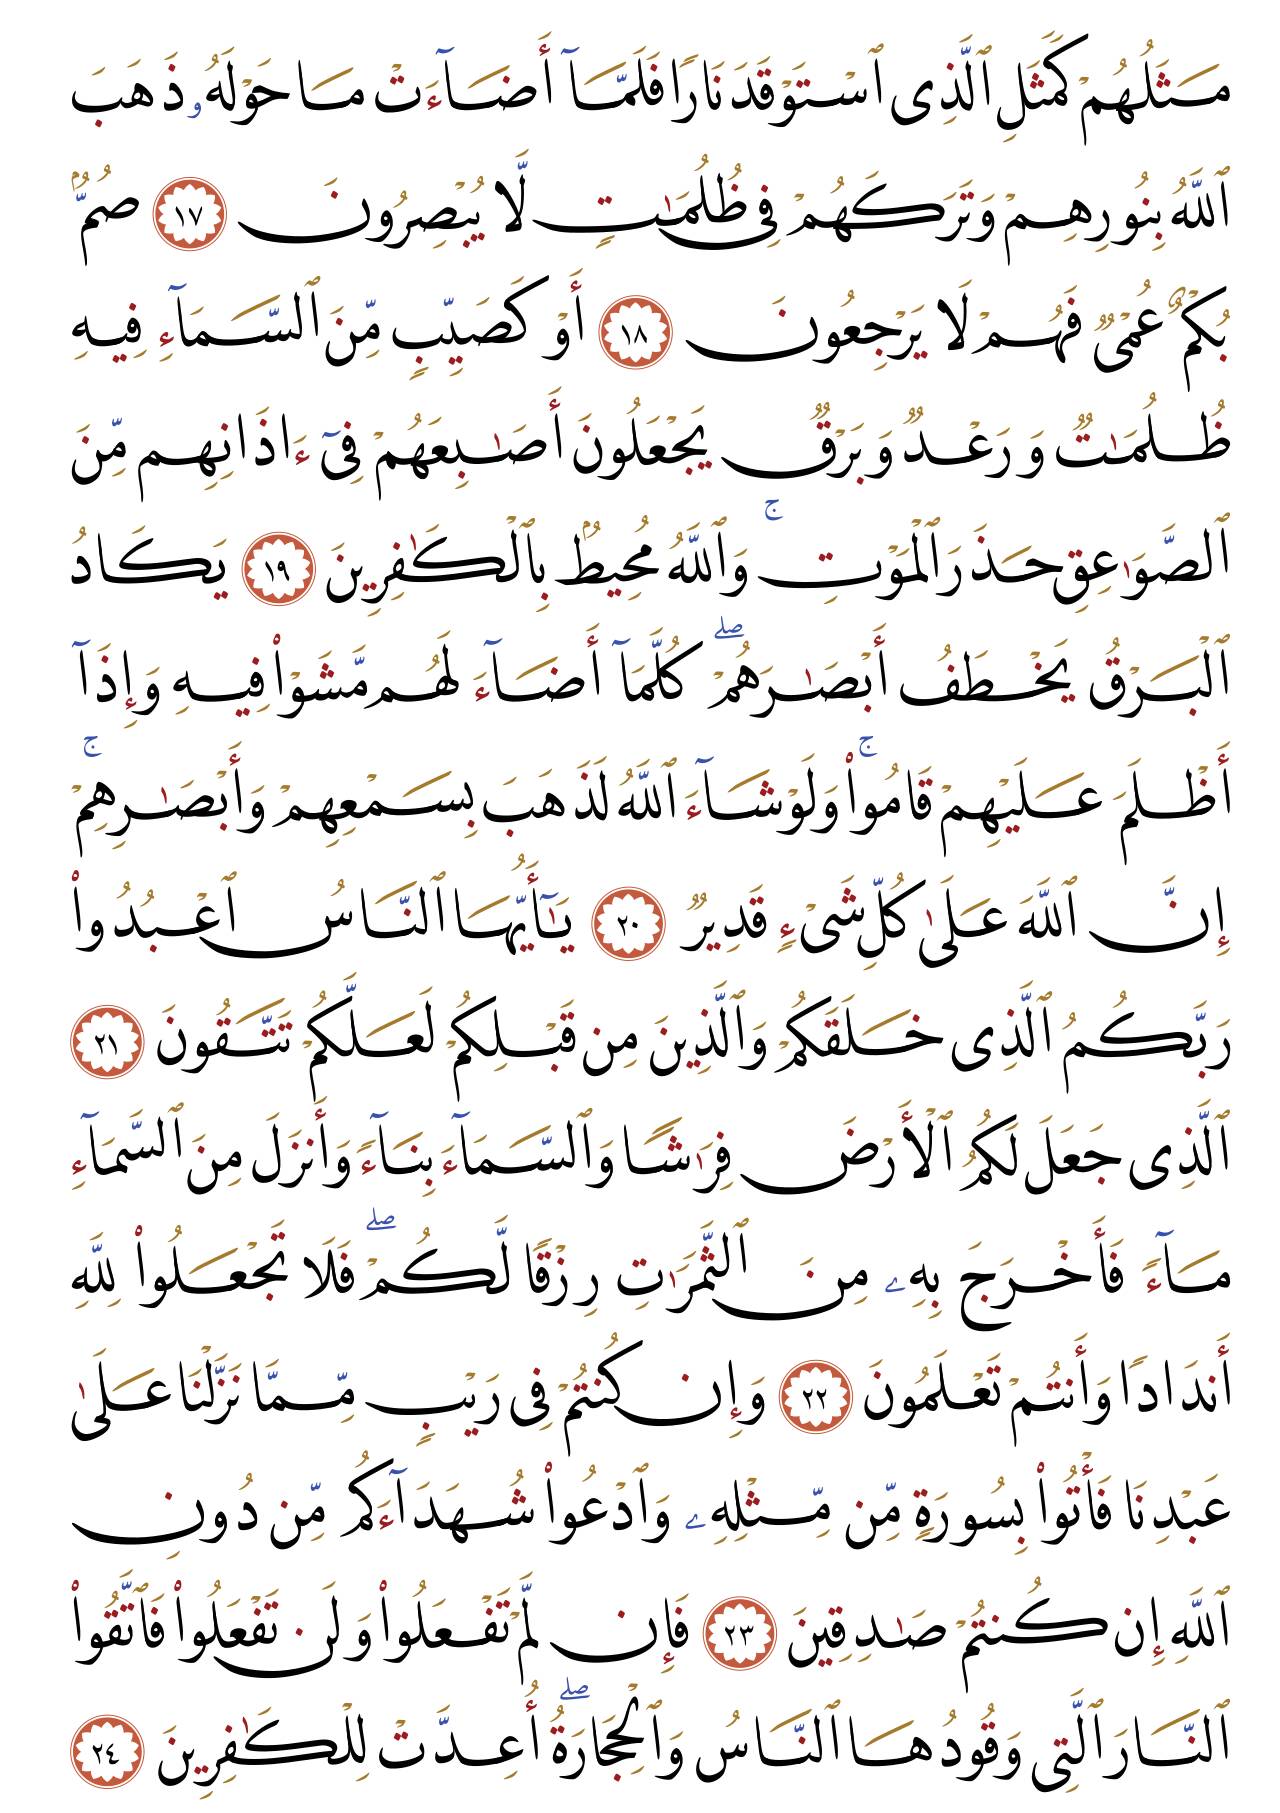 مَثَلُهُمْ كَمَثَلِ ٱلَّذِى ٱسْتَوْقَدَ نَارًا فَلَمَّآ أَضَآءَتْ مَا حَوْلَهُۥ ذَهَبَ
ٱللَّهُ بِنُورِهِمْ وَتَرَكَهُمْ فِى ظُلُمَـٰتٍ لَّا يُبْصِرُونَ ١٧ صُمٌّۢ
بُكْمٌ عُمْىٌ فَهُمْ لَا يَرْجِعُونَ ١٨ أَوْ كَصَيِّبٍ مِّنَ ٱلسَّمَآءِ فِيهِ
ظُلُمَـٰتٌ وَرَعْدٌ وَبَرْقٌ يَجْعَلُونَ أَصَـٰبِعَهُمْ فِىٓ ءَاذَانِهِم مِّنَ
ٱلصَّوَٰعِقِ حَذَرَ ٱلْمَوْتِ ۚ وَٱللَّهُ مُحِيطٌۢ بِٱلْكَـٰفِرِينَ ١٩ يَكَادُ
ٱلْبَرْقُ يَخْطَفُ أَبْصَـٰرَهُمْ ۖ كُلَّمَآ أَضَآءَ لَهُم مَّشَوْا۟ فِيهِ وَإِذَآ
أَظْلَمَ عَلَيْهِمْ قَامُوا۟ ۚ وَلَوْ شَآءَ ٱللَّهُ لَذَهَبَ بِسَمْعِهِمْ وَأَبْصَـٰرِهِمْ ۚ
إِنَّ ٱللَّهَ عَلَىٰ كُلِّ شَىْءٍ قَدِيرٌ ٢٠ يَـٰٓأَيُّهَا ٱلنَّاسُ ٱعْبُدُوا۟
رَبَّكُمُ ٱلَّذِى خَلَقَكُمْ وَٱلَّذِينَ مِن قَبْلِكُمْ لَعَلَّكُمْ تَتَّقُونَ ٢١
ٱلَّذِى جَعَلَ لَكُمُ ٱلْأَرْضَ فِرَٰشًا وَٱلسَّمَآءَ بِنَآءً وَأَنزَلَ مِنَ ٱلسَّمَآءِ
مَآءً فَأَخْرَجَ بِهِۦ مِنَ ٱلثَّمَرَٰتِ رِزْقًا لَّكُمْ ۖ فَلَا تَجْعَلُوا۟ لِلَّهِ
أَندَادًا وَأَنتُمْ تَعْلَمُونَ ٢٢ وَإِن كُنتُمْ فِى رَيْبٍ مِّمَّا نَزَّلْنَا عَلَىٰ
عَبْدِنَا فَأْتُوا۟ بِسُورَةٍ مِّن مِّثْلِهِۦ وَٱدْعُوا۟ شُهَدَآءَكُم مِّن دُونِ
ٱللَّهِ إِن كُنتُمْ صَـٰدِقِينَ ٢٣ فَإِن لَّمْ تَفْعَلُوا۟ وَلَن تَفْعَلُوا۟ فَٱتَّقُوا۟
ٱلنَّارَ ٱلَّتِى وَقُودُهَا ٱلنَّاسُ وَٱلْحِجَارَةُ ۖ أُعِدَّتْ لِلْكَـٰفِرِينَ ٢٤